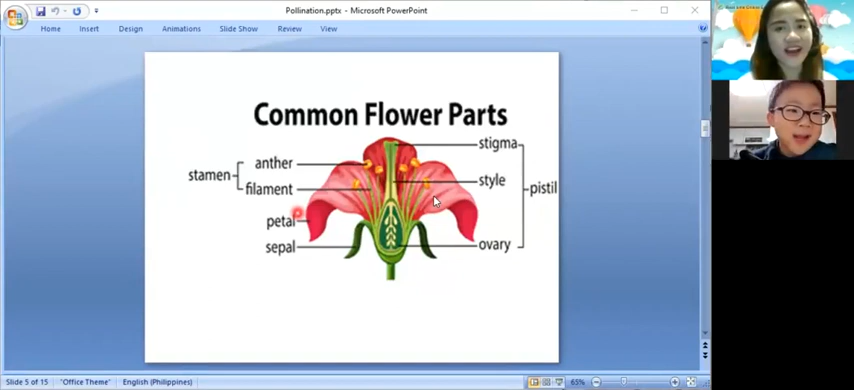 Pollination.pptx - Microsoft PowerPoint
Home Insert Design Animations Slide Show Review View
Common Flower Parts
stamen
anther
filament
petal
sepal
stigma
style
ovary
pistil
Slide 5 of 15 'Office Theme' English (Philippines) 65%